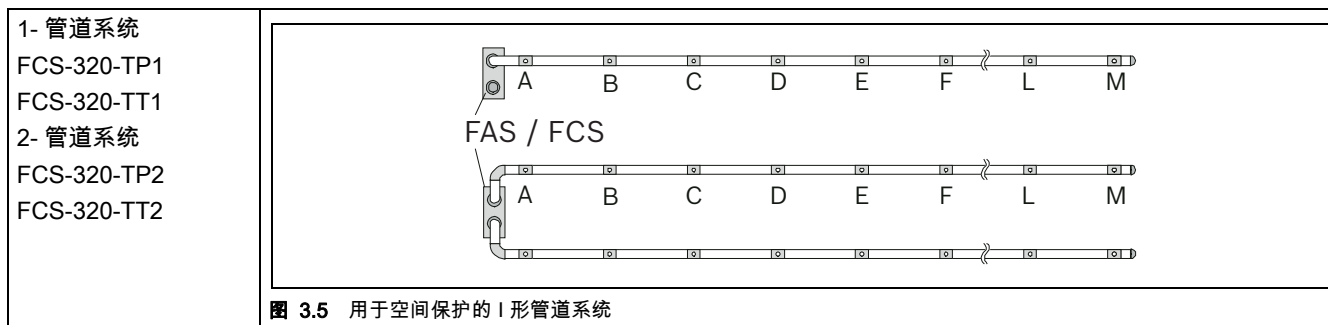 1- 管道系统
FCS-320-TP1
FCS-320-TT1
2- 管道系统
FCS-320-TP2
FCS-320-TT2
A B C D E F L M
FAS / FCS
A B C D E F L M
图 3.5 用于空间保护的 I 形管道系统